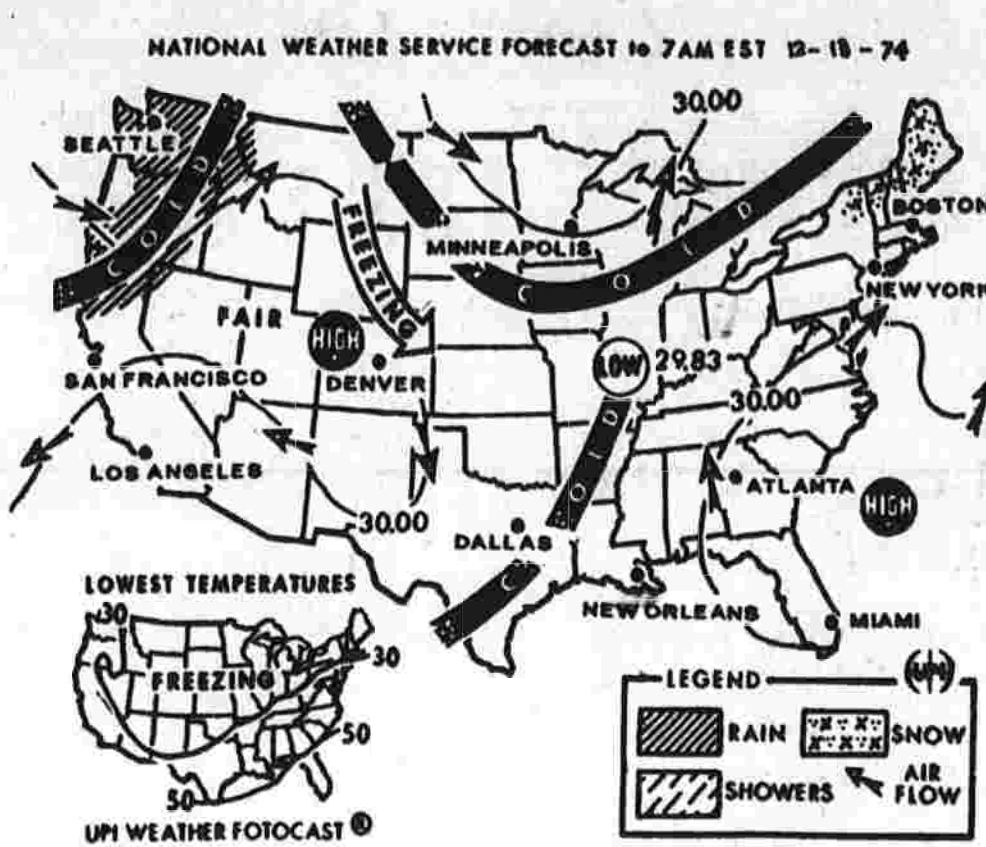 NATIONAL WEATHER SERVICE FORECAST to 7AM EST 12-18-74
30.00
SEATTLE
COLD
FREEZING
MINNEAPOLIS
COLD
BOSTON
NEW YORK
FAIR
HIGH
DENVER
SAN FRANCISCO
LOW
29.83
30.00
COLD
LOS ANGELES
ATLANTA
HIGH
30.00
DALLAS
NEW ORLEANS
MIAMI
LOWEST TEMPERATURES
30
30
FREEZING
50
50
UPI WEATHER FOTOCAST ®
LEGEND
UPI
RAIN
SNOW
SHOWERS
AIR
FLOW